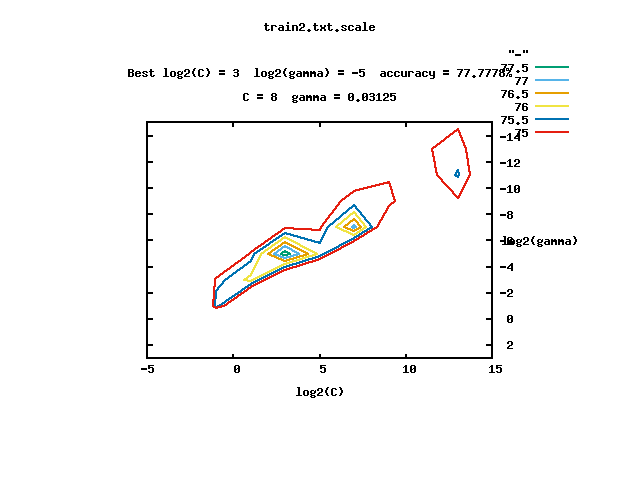 train2.txt.scale
"-"
Best log2(C) = 3  log2(gamma) = -5  accuracy = 77.7778%
77.5
77
C = 8  gamma = 0.03125
76.5
76
75.5
75
-14
-12
-10
-8
-6
log2(gamma)
-4
-2
0
2
-5 0 5 10 15
log2(C)